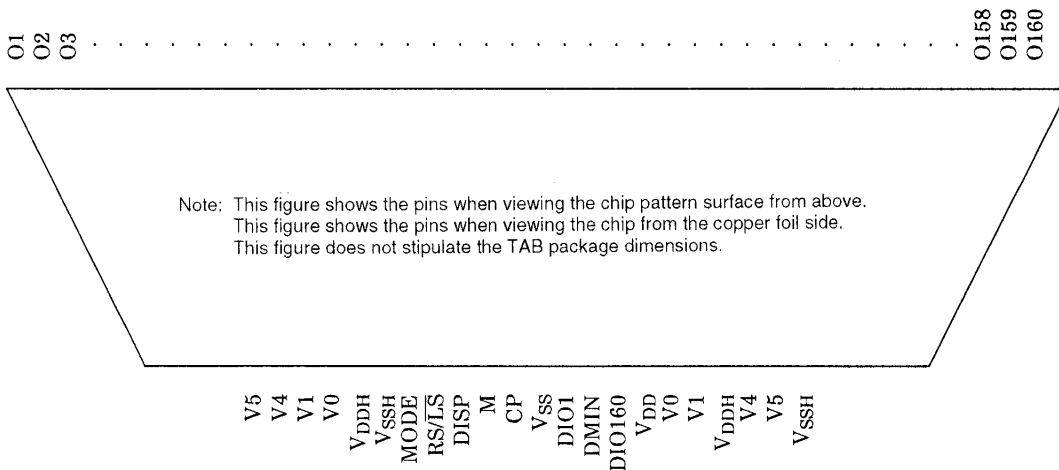 O1
O2
O3
O158
O159
O160
Note: This figure shows the pins when viewing the chip pattern surface from above.
This figure shows the pins when viewing the chip from the copper foil side.
This figure does not stipulate the TAB package dimensions.
V5
V4
V1
V0
VDDH
VSSH
MODE
RS/L̅S̅
DISP
M
CP
VSS
DIO1
DMIN
DIO160
VDD
V0
V1
VDDH
V4
V5
VSSH